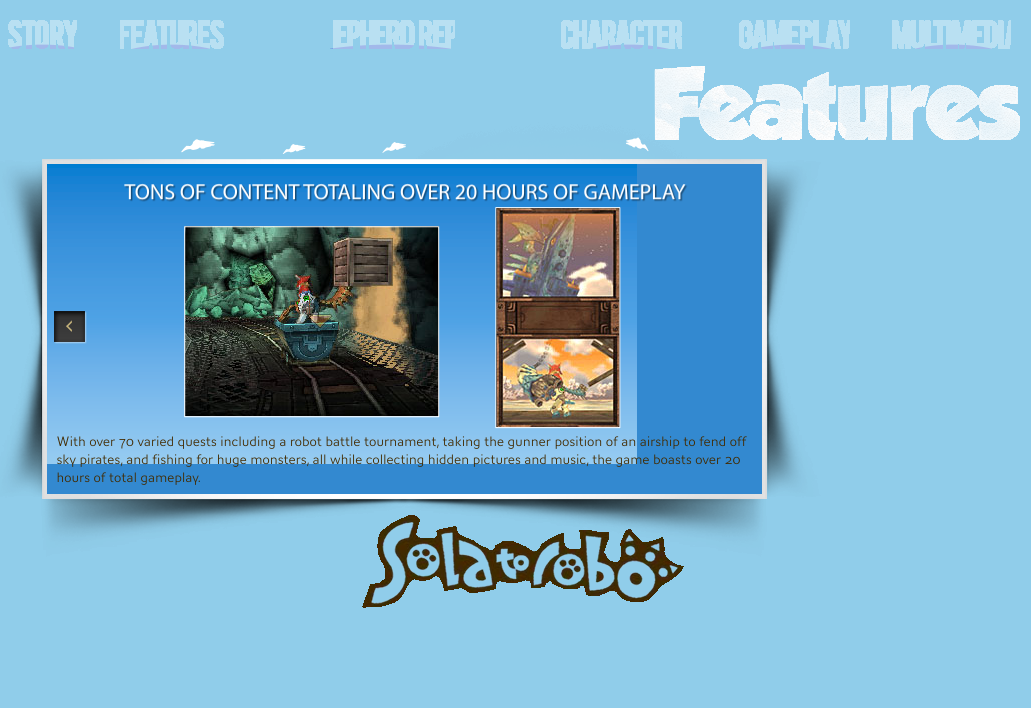 STORY FEATURES EPHERD REP CHARACTER GAMEPLAY MULTIMEDIA
Features
TONS OF CONTENT TOTALING OVER 20 HOURS OF GAMEPLAY
With over 70 varied quests including a robot battle tournament, taking the gunner position of an airship to fend off
sky pirates, and fishing for huge monsters, all while collecting hidden pictures and music, the game boasts over 20
hours of total gameplay.
Solatorobo